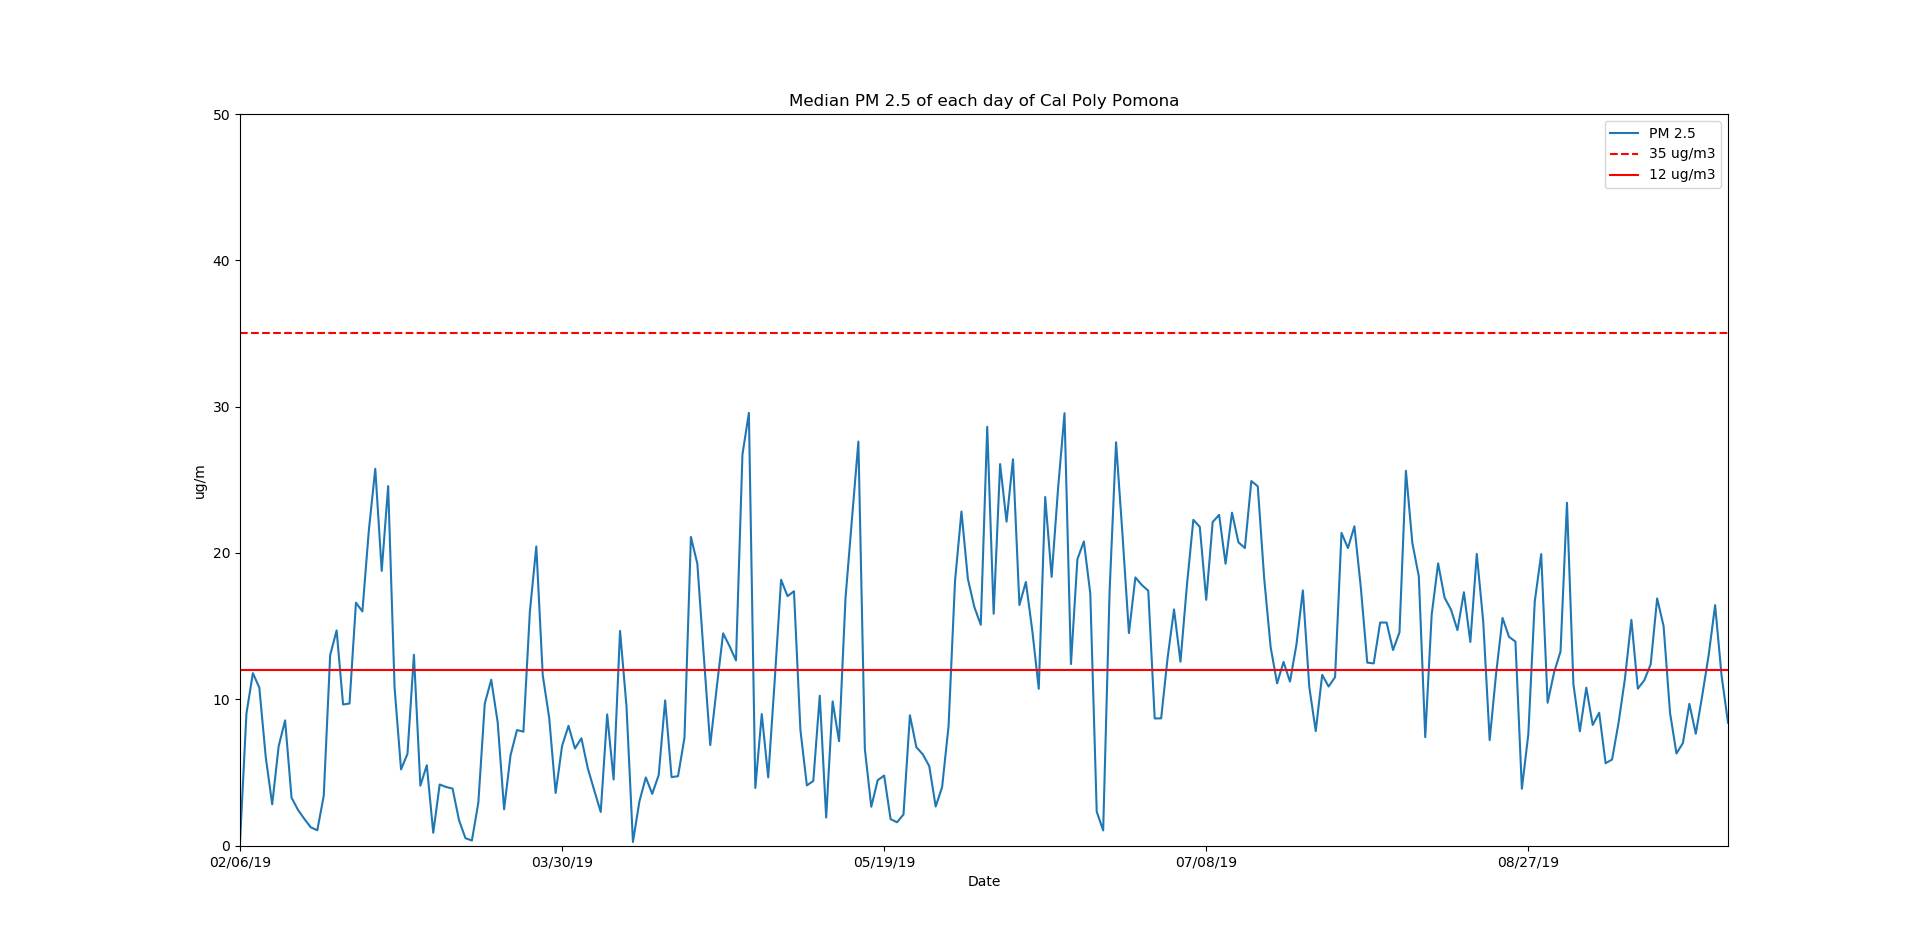 Median PM 2.5 of each day of Cal Poly Pomona
50
40
30
20
10
0
ug/m
PM 2.5
35 ug/m3
12 ug/m3
02/06/19 03/30/19 05/19/19 07/08/19 08/27/19
Date